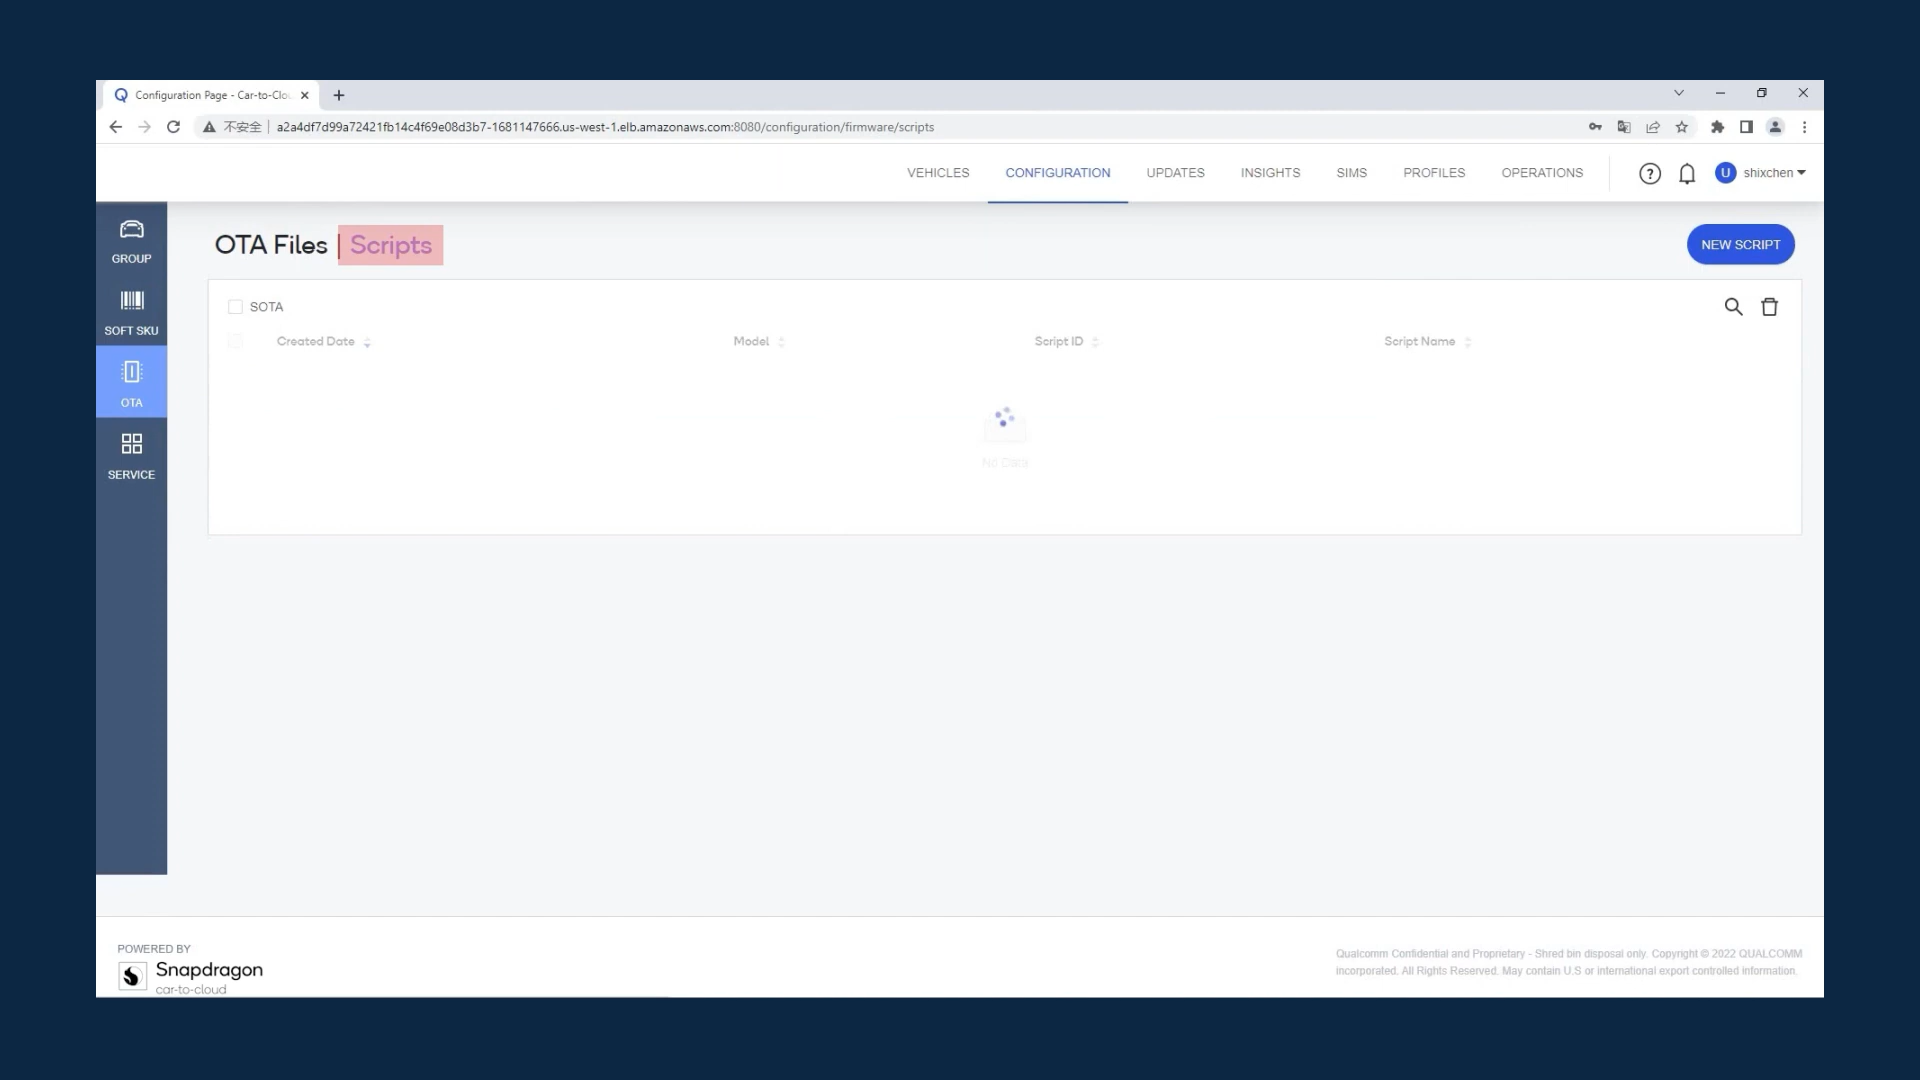 Configuration Page - Car-to-Clo
不安全 | a2a4df7d99a72421fb14c4f69e08d3b7-1681147666.us-west-1.elb.amazonaws.com:8080/configuration/firmware/scripts
VEHICLES CONFIGURATION UPDATES INSIGHTS SIMS PROFILES OPERATIONS ? U shixchen
GROUP
SOFT SKU
OTA
SERVICE
OTA Files | Scripts
NEW SCRIPT
SOTA
Created Date Model Script ID Script Name
No Data
POWERED BY
Snapdragon
car-to-cloud
Qualcomm Confidential and Proprietary - Shred bin disposal only. Copyright © 2022 QUALCOMM
incorporated. All Rights Reserved. May contain U.S or international export controlled information.